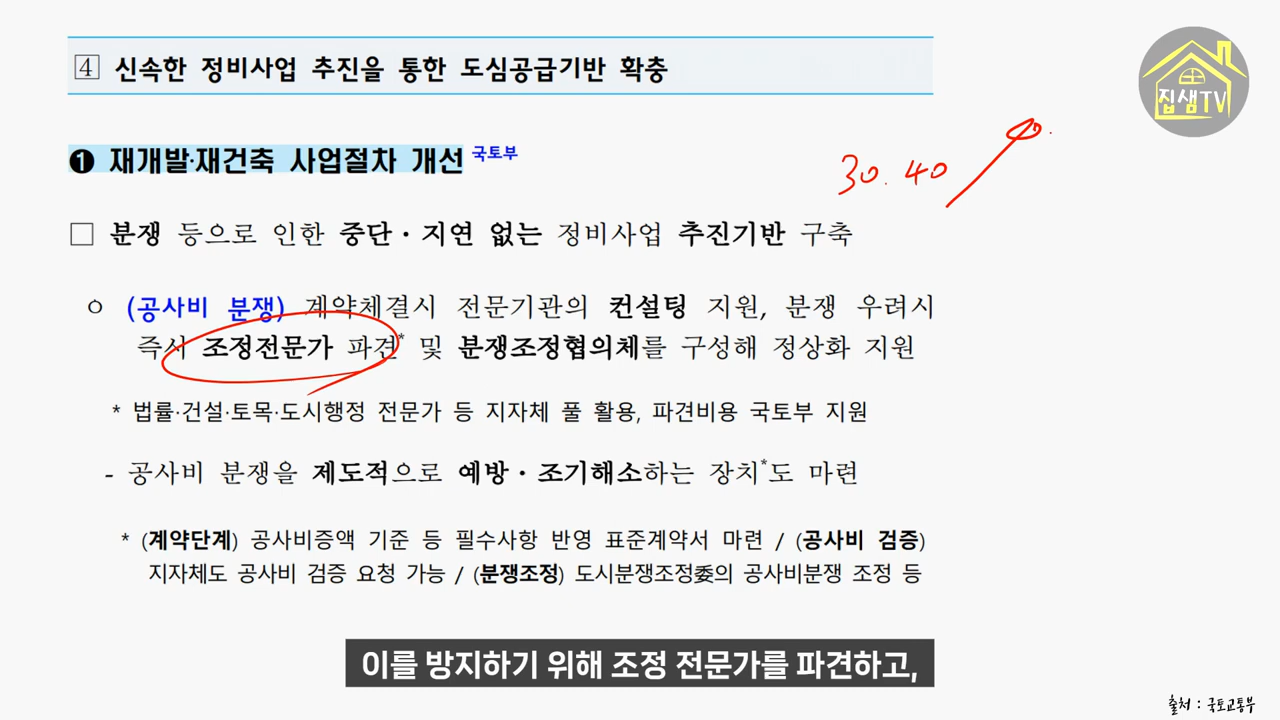 4 신속한 정비사업 추진을 통한 도심공급기반 확충
집샘TV
❶ 재개발·재건축 사업절차 개선 국토부
30. 40
□ 분쟁 등으로 인한 중단·지연 없는 정비사업 추진기반 구축
ㅇ (공사비 분쟁) 계약체결시 전문기관의 컨설팅 지원, 분쟁 우려시
즉시 조정전문가 파견* 및 분쟁조정협의체를 구성해 정상화 지원
* 법률·건설·토목·도시행정 전문가 등 지자체 풀 활용, 파견비용 국토부 지원
- 공사비 분쟁을 제도적으로 예방·조기해소하는 장치*도 마련
* (계약단계) 공사비증액 기준 등 필수사항 반영 표준계약서 마련 / (공사비 검증)
지자체도 공사비 검증 요청 가능 / (분쟁조정) 도시분쟁조정委의 공사비분쟁 조정 등
이를 방지하기 위해 조정 전문가를 파견하고,
출처 : 국토교통부